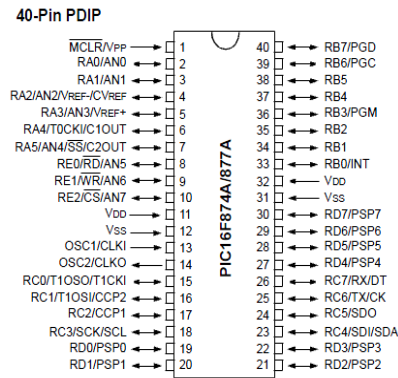 40-Pin PDIP
MCLR/VPP 1 40 RB7/PGD
RA0/AN0 2 39 RB6/PGC
RA1/AN1 3 38 RB5
RA2/AN2/VREF-/CVREF 4 37 RB4
RA3/AN3/VREF+ 5 36 RB3/PGM
RA4/T0CKI/C1OUT 6 35 RB2
RA5/AN4/SS/C2OUT 7 34 RB1
RE0/RD/AN5 8 33 RB0/INT
RE1/WR/AN6 9 32 VDD
RE2/CS/AN7 10 31 VSS
VDD 11 30 RD7/PSP7
VSS 12 29 RD6/PSP6
OSC1/CLKI 13 28 RD5/PSP5
OSC2/CLKO 14 27 RD4/PSP4
RC0/T1OSO/T1CKI 15 26 RC7/RX/DT
RC1/T1OSI/CCP2 16 25 RC6/TX/CK
RC2/CCP1 17 24 RC5/SDO
RC3/SCK/SCL 18 23 RC4/SDI/SDA
RD0/PSP0 19 22 RD3/PSP3
RD1/PSP1 20 21 RD2/PSP2
PIC16F874A/877A